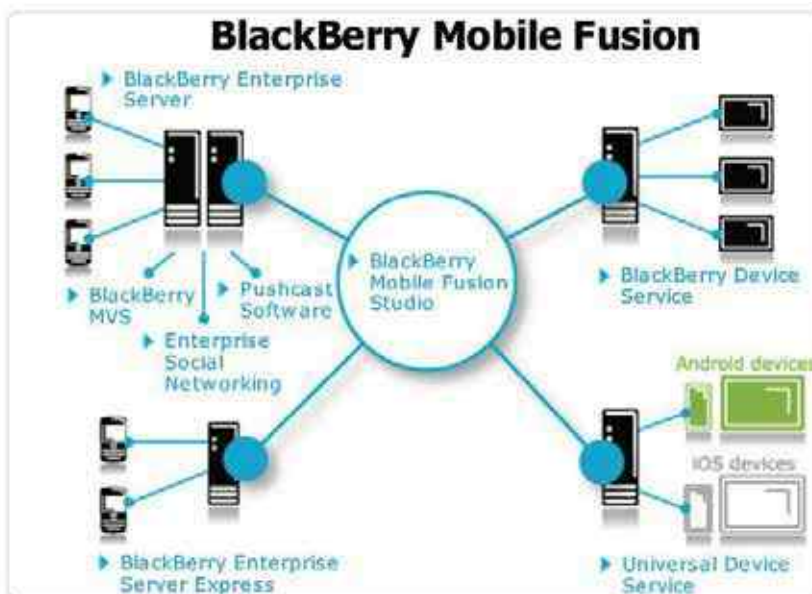 BlackBerry Mobile Fusion
BlackBerry Enterprise
Server
BlackBerry
MVS
Pushcast
Software
Enterprise
Social
Networking
BlackBerry
Mobile Fusion
Studio
BlackBerry Device
Service
Android devices
iOS devices
BlackBerry Enterprise
Server Express
Universal Device
Service